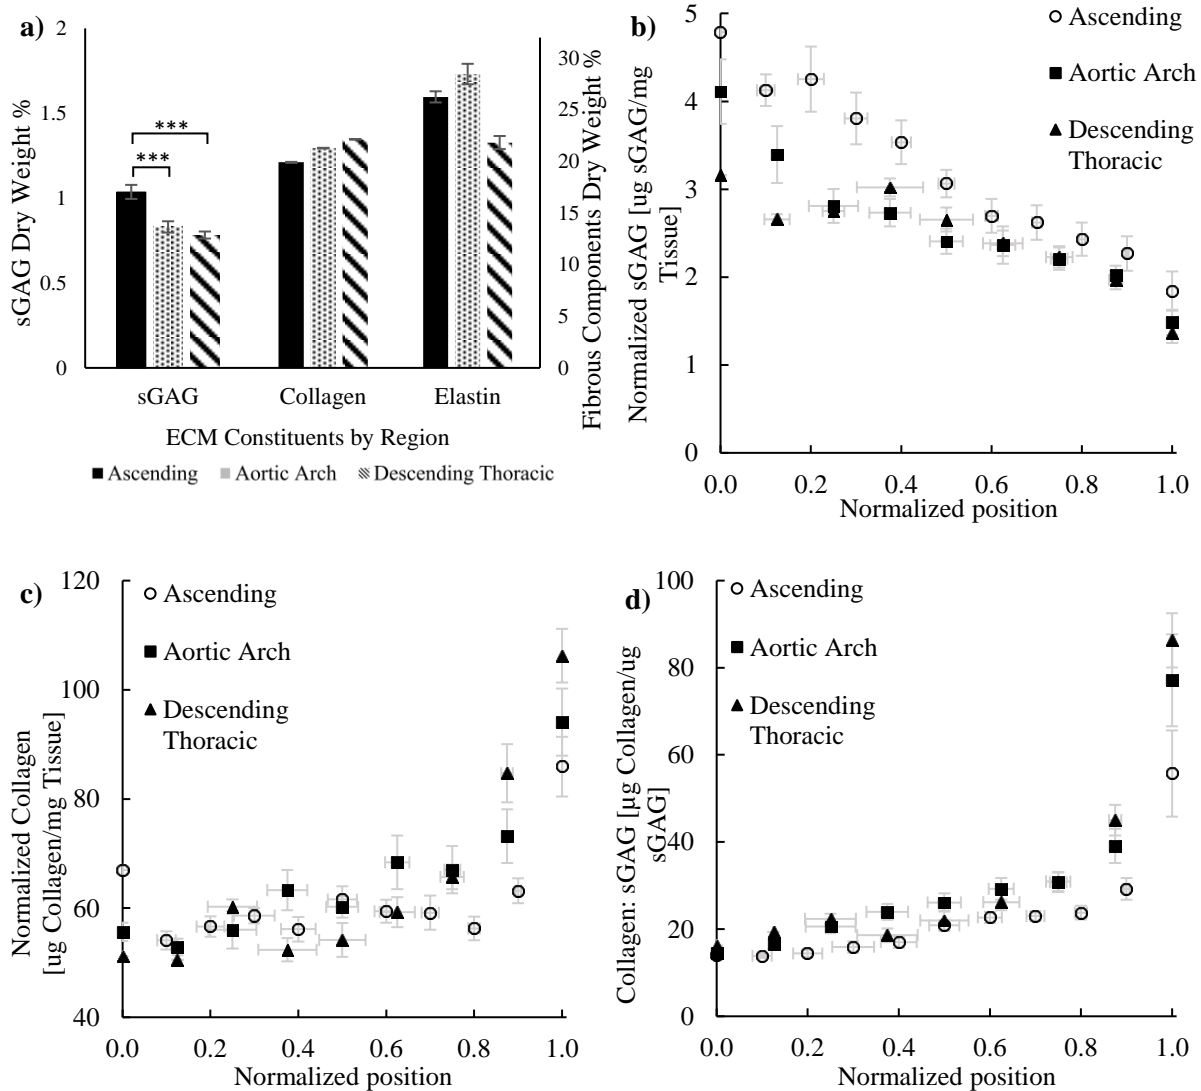 a)
2
1.5
1
0.5
0
sGAG Dry Weight %
***
***
30
25
20
15
10
5
0
Fibrous Components Dry Weight %
sGAG Collagen Elastin
ECM Constituents by Region
Ascending Aortic Arch Descending Thoracic
b)
5
4
3
2
1
0
Normalized sGAG [ug sGAG/mg
Tissue]
Ascending
Aortic Arch
Descending
Thoracic
0.0 0.2 0.4 0.6 0.8 1.0
Normalized position
c)
120
100
80
60
40
Normalized Collagen
[ug Collagen/mg Tissue]
Ascending
Aortic Arch
Descending
Thoracic
0.0 0.2 0.4 0.6 0.8 1.0
Normalized position
d)
100
80
60
40
20
0
Collagen: sGAG [µg Collagen/ug
sGAG]
Ascending
Aortic Arch
Descending
Thoracic
0.0 0.2 0.4 0.6 0.8 1.0
Normalized position